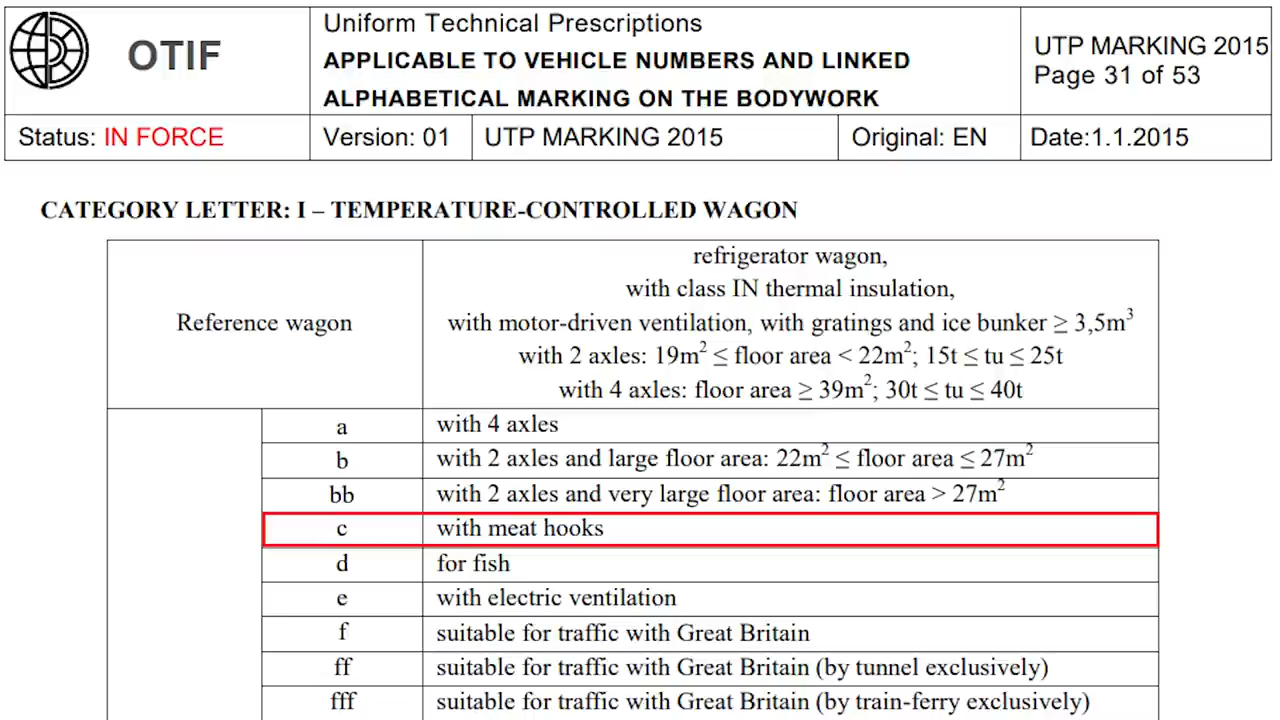 OTIF
Uniform Technical Prescriptions
APPLICABLE TO VEHICLE NUMBERS AND LINKED
ALPHABETICAL MARKING ON THE BODYWORK
UTP MARKING 2015
Page 31 of 53
Status: IN FORCE
Version: 01
UTP MARKING 2015
Original: EN
Date:1.1.2015
CATEGORY LETTER: I – TEMPERATURE-CONTROLLED WAGON
Reference wagon
refrigerator wagon,
with class IN thermal insulation,
with motor-driven ventilation, with gratings and ice bunker ≥ 3,5m³
with 2 axles: 19m² ≤ floor area < 22m²; 15t ≤ tu ≤ 25t
with 4 axles: floor area ≥ 39m²; 30t ≤ tu ≤ 40t
a with 4 axles
b with 2 axles and large floor area: 22m² ≤ floor area ≤ 27m²
bb with 2 axles and very large floor area: floor area > 27m²
c with meat hooks
d for fish
e with electric ventilation
f suitable for traffic with Great Britain
ff suitable for traffic with Great Britain (by tunnel exclusively)
fff suitable for traffic with Great Britain (by train-ferry exclusively)